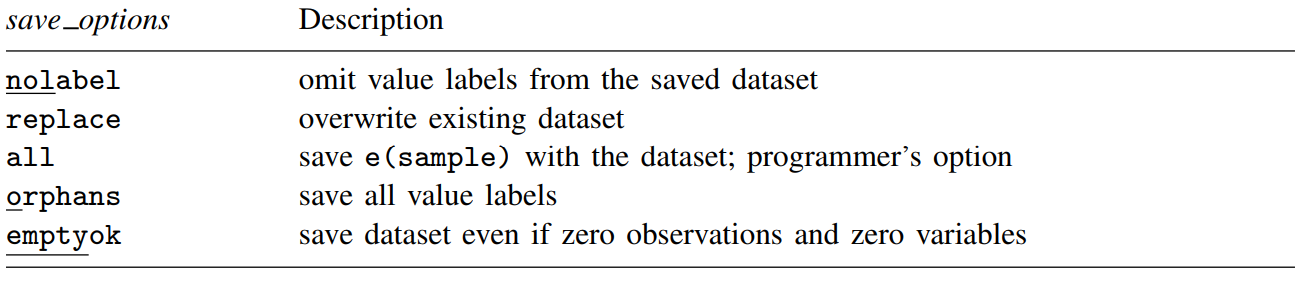 save_options Description
nolabel omit value labels from the saved dataset
replace overwrite existing dataset
all save e(sample) with the dataset; programmer's option
orphans save all value labels
emptyok save dataset even if zero observations and zero variables